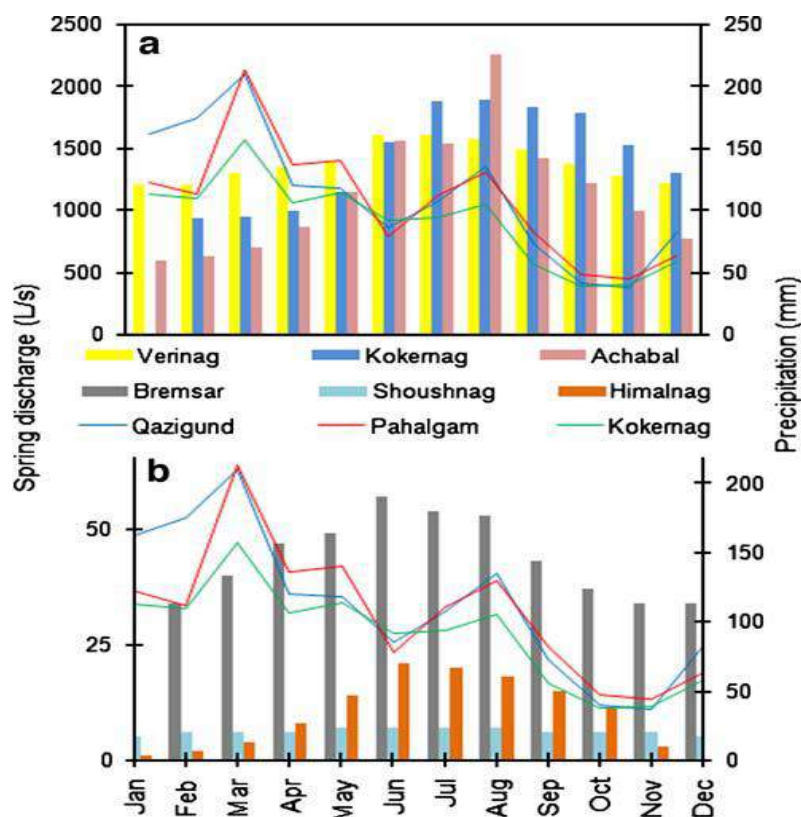 a
2500
2000
1500
1000
500
0
250
200
150
100
50
0
Spring discharge (L/s)
Precipitation (mm)
Verinag Kokernag Achabal
Bremsar Shoushnag Himalnag
Qazigund Pahalgam Kokernag
b
50
25
0
200
150
100
50
0
Jan Feb Mar Apr May Jun Jul Aug Sep Oct Nov Dec